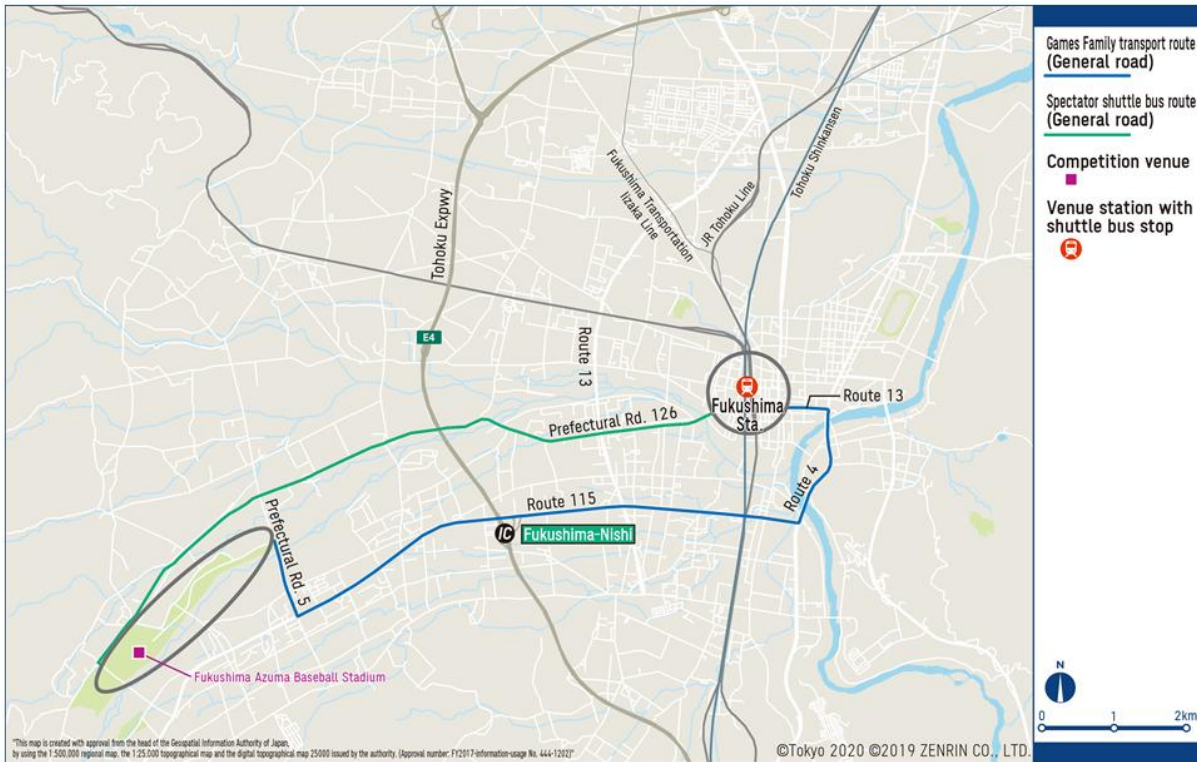 Games Family transport route
(General road)
Spectator shuttle bus route
(General road)
Competition venue
Venue station with
shuttle bus stop
Tohoku Expwy
E4
Fukushima Transportation
Iizaka Line
JR Tohoku Line
Tohoku Shinkansen
Route 13
Fukushima
Sta.
Route 13
Prefectural Rd. 126
Route 4
Route 115
IC
Fukushima-Nishi
Prefectural Rd. 5
Fukushima Azuma Baseball Stadium
N
0 1 2km
"This map is created with approval from the head of the Geospatial Information Authority of Japan,
by using the 1:500,000 regional map, the 1:25,000 topographical map and the digital topographical map 25000 issued by the authority. (Approval number: FY2017-information-usage No. 444-1202)"
©Tokyo 2020 ©2019 ZENRIN CO., LTD.